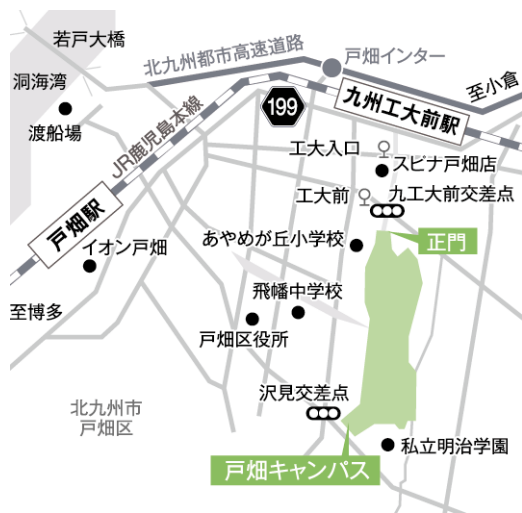 若戸大橋
北九州都市高速道路
戸畑インター
洞海湾
至小倉
渡船場
199
九州工大前駅
JR鹿児島本線
工大入口
スピナ戸畑店
戸畑駅
工大前
九工大前交差点
イオン戸畑
あやめが丘小学校
正門
至博多
飛幡中学校
戸畑区役所
沢見交差点
北九州市
戸畑区
私立明治学園
戸畑キャンパス